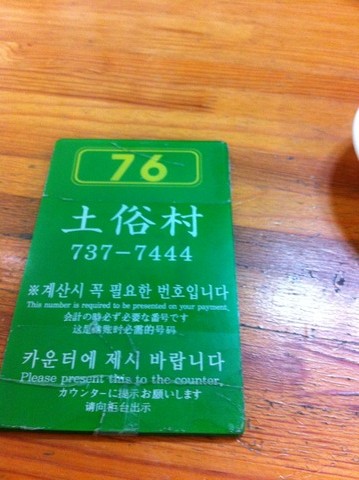 76
土俗村
737-7444
※계산시 꼭 필요한 번호입니다
This number is required to be presented on your payment.
会計の時必ず必要な番号です
这是结账时必需的号码
카운터에 제시 바랍니다
Please present this to the counter.
カウンターに提示お願いします
请向柜台出示